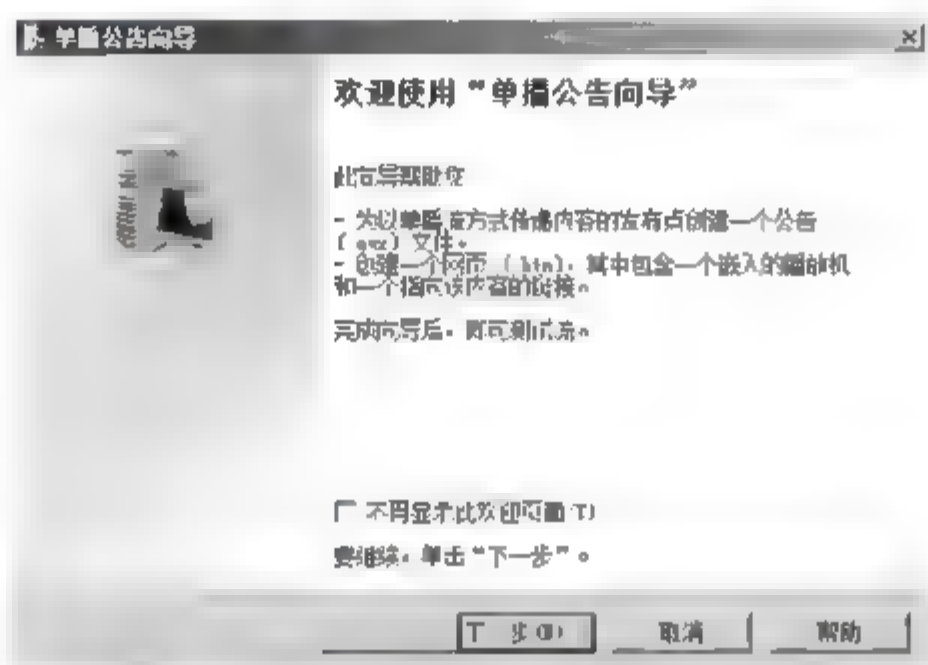 单播公告向导
欢迎使用“单播公告向导”
此向导帮助您
- 为以单播方式传递内容的发布点创建一个公告
(asx) 文件。
- 创建一个网页 (htm)，其中包含一个嵌入的播放机
和一个指向该内容的链接。
完成向导后，即可测试流。
不再显示此欢迎页面(T)
要继续，单击“下一步”。
下一步(N)
取消
帮助